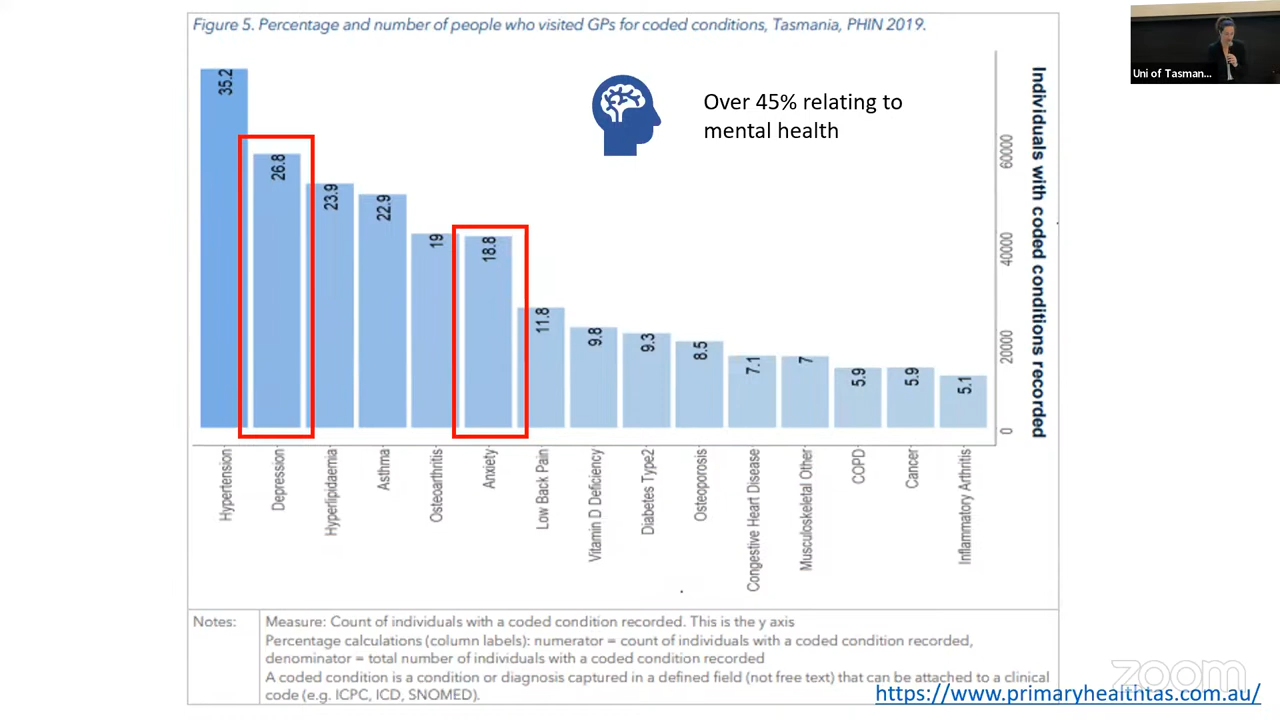 Figure 5. Percentage and number of people who visited GPs for coded conditions, Tasmania, PHIN 2019.
Uni of Tasman...
Over 45% relating to
mental health
35.2
26.8
23.9
22.9
19
18.8
11.8
9.8
9.3
8.5
7.1
7
5.9
5.9
5.1
Individuals with coded conditions recorded
60000
40000
20000
0
Hypertension
Depression
Hyperlipidaemia
Asthma
Osteoarthritis
Anxiety
Low Back Pain
Vitamin D Deficiency
Diabetes Type2
Osteoporosis
Congestive Heart Disease
Musculoskeletal Other
COPD
Cancer
Inflammatory Arthritis
Notes:
Measure: Count of individuals with a coded condition recorded. This is the y axis
Percentage calculations (column labels): numerator = count of individuals with a coded condition recorded,
denominator = total number of individuals with a coded condition recorded
A coded condition is a condition or diagnosis captured in a defined field (not free text) that can be attached to a clinical
code (e.g. ICPC, ICD, SNOMED).
zoom
https://www.primaryhealthtas.com.au/